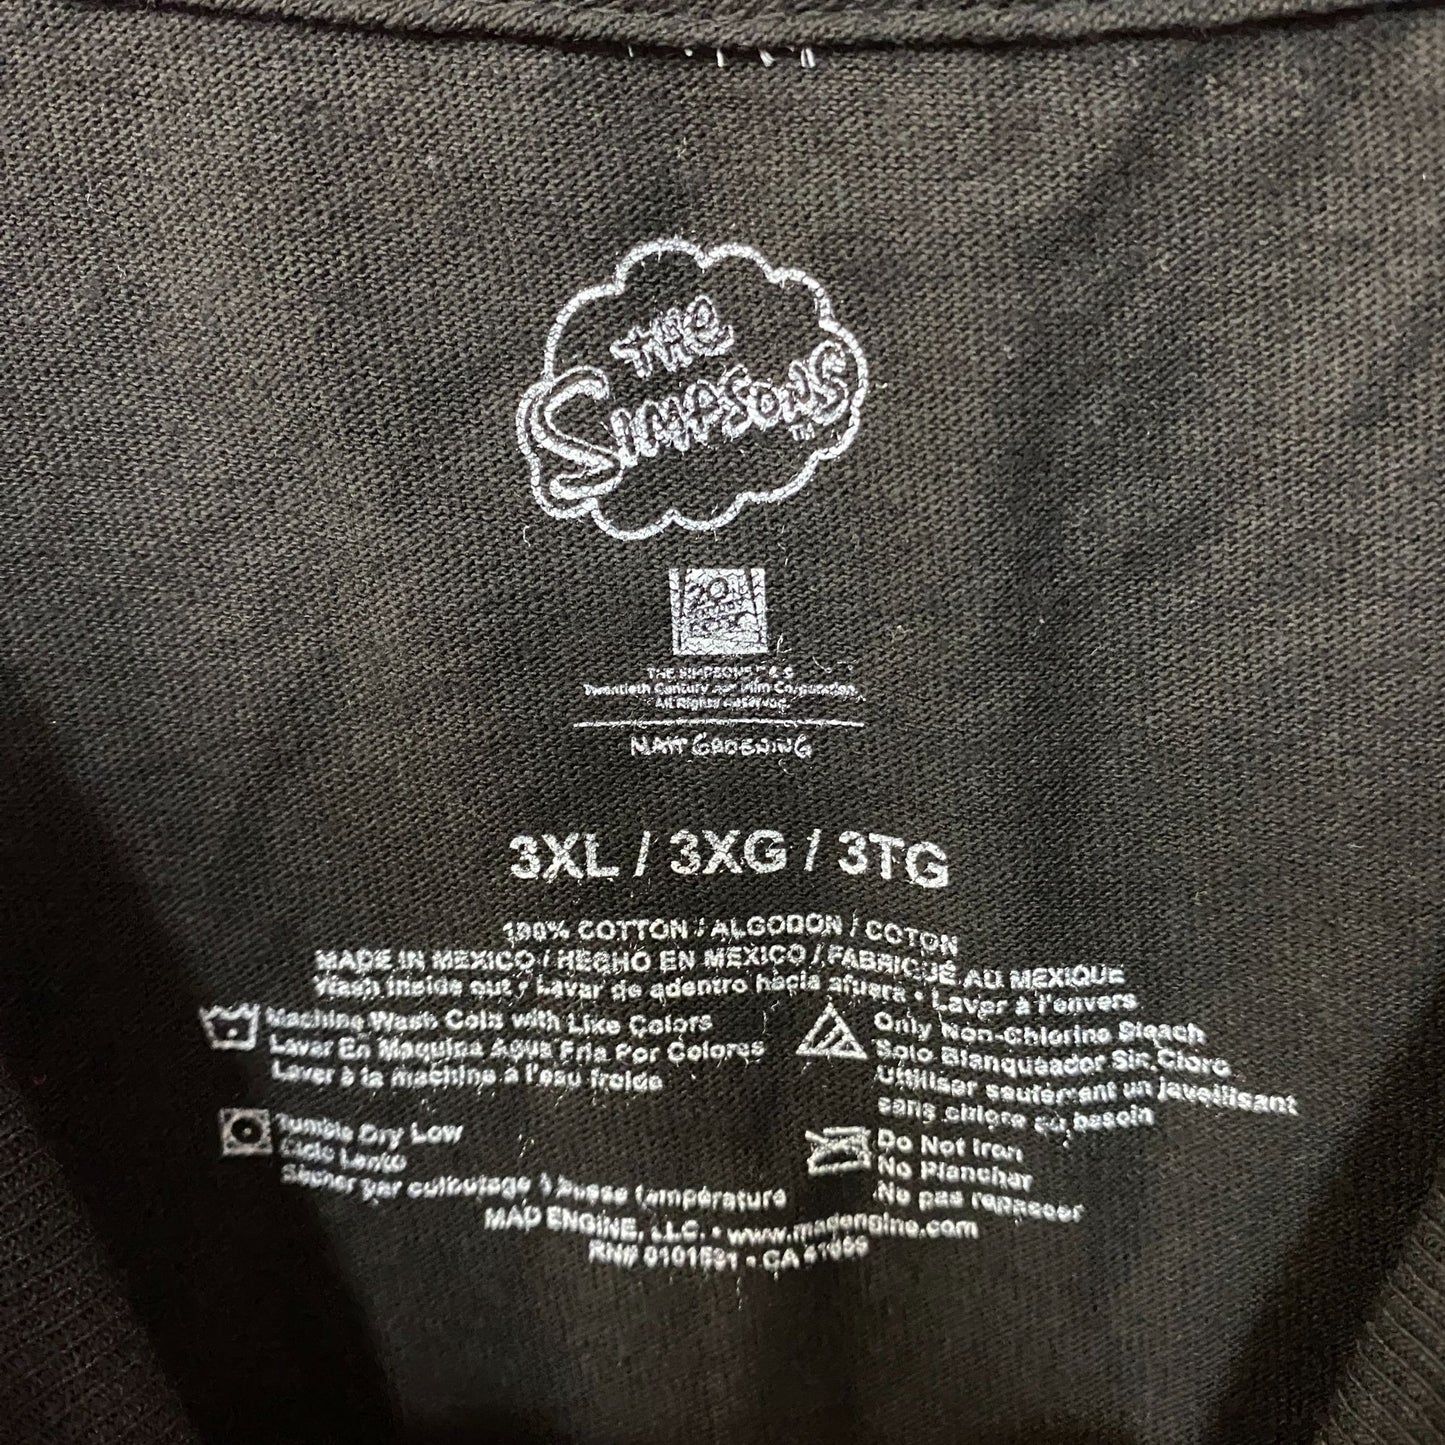 THE
SIMPSONS
TM
20th
THE SIMPSONS
Twentieth Century Film Corporation.
All Rights Reserved.
MATT GROENING
3XL / 3XG / 3TG
100% COTTON / ALGODON / COTON
MADE IN MEXICO / HECHO EN MEXICO / FABRIQUÉ AU MEXIQUE
Wash inside out • Lavar de adentro hacia afuera • Laver à l'envers
Machine Wash Cold with Like Colors
Lavar En Maquina Agua Fria Por Colores
Laver à la machine à l'eau froide
Only Non-Chlorine Bleach
Solo Blanqueador Sin Cloro
Utiliser seulement un javellisant
sans chlore au besoin
Tumble Dry Low
Ciclo Lento
Sécher par culbutage à basse température
Do Not Iron
No Planchar
Ne pas repasser
MAD ENGINE, LLC. • www.madengine.com
RN# 0101531 • CA